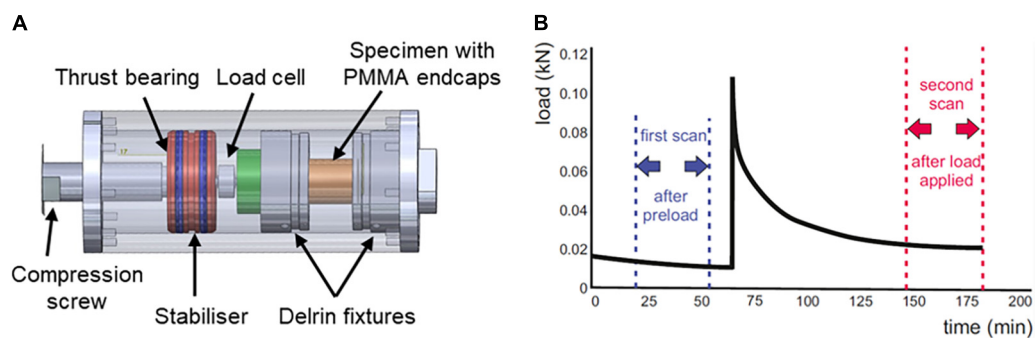 A
Specimen with
PMMA endcaps
Thrust bearing
Load cell
Compression
screw
Stabiliser
Delrin fixtures
B
load (kN)
0.12
0.10
0.08
0.06
0.04
0.02
0
first scan
after
preload
second
scan
after load
applied
0 25 50 75 100 125 150 175 200
time (min)